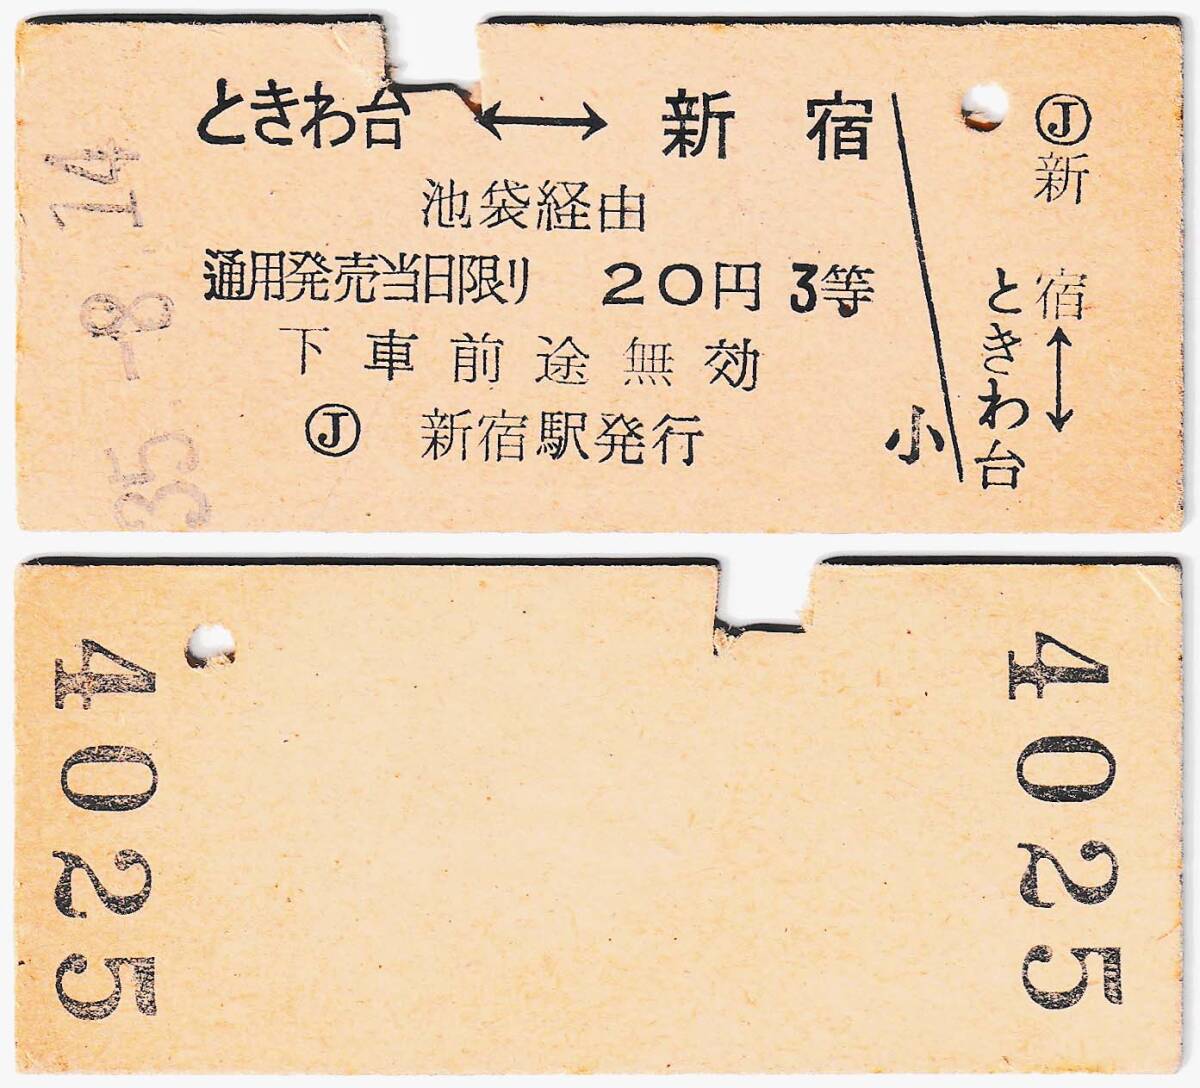 ときわ台 ←→ 新宿
池袋経由
通用発売当日限り 20円 3等
下車前途無効
Ⓙ 新宿駅発行
小
Ⓙ 新宿 ↔ ときわ台
35.-8.14
4025
4025